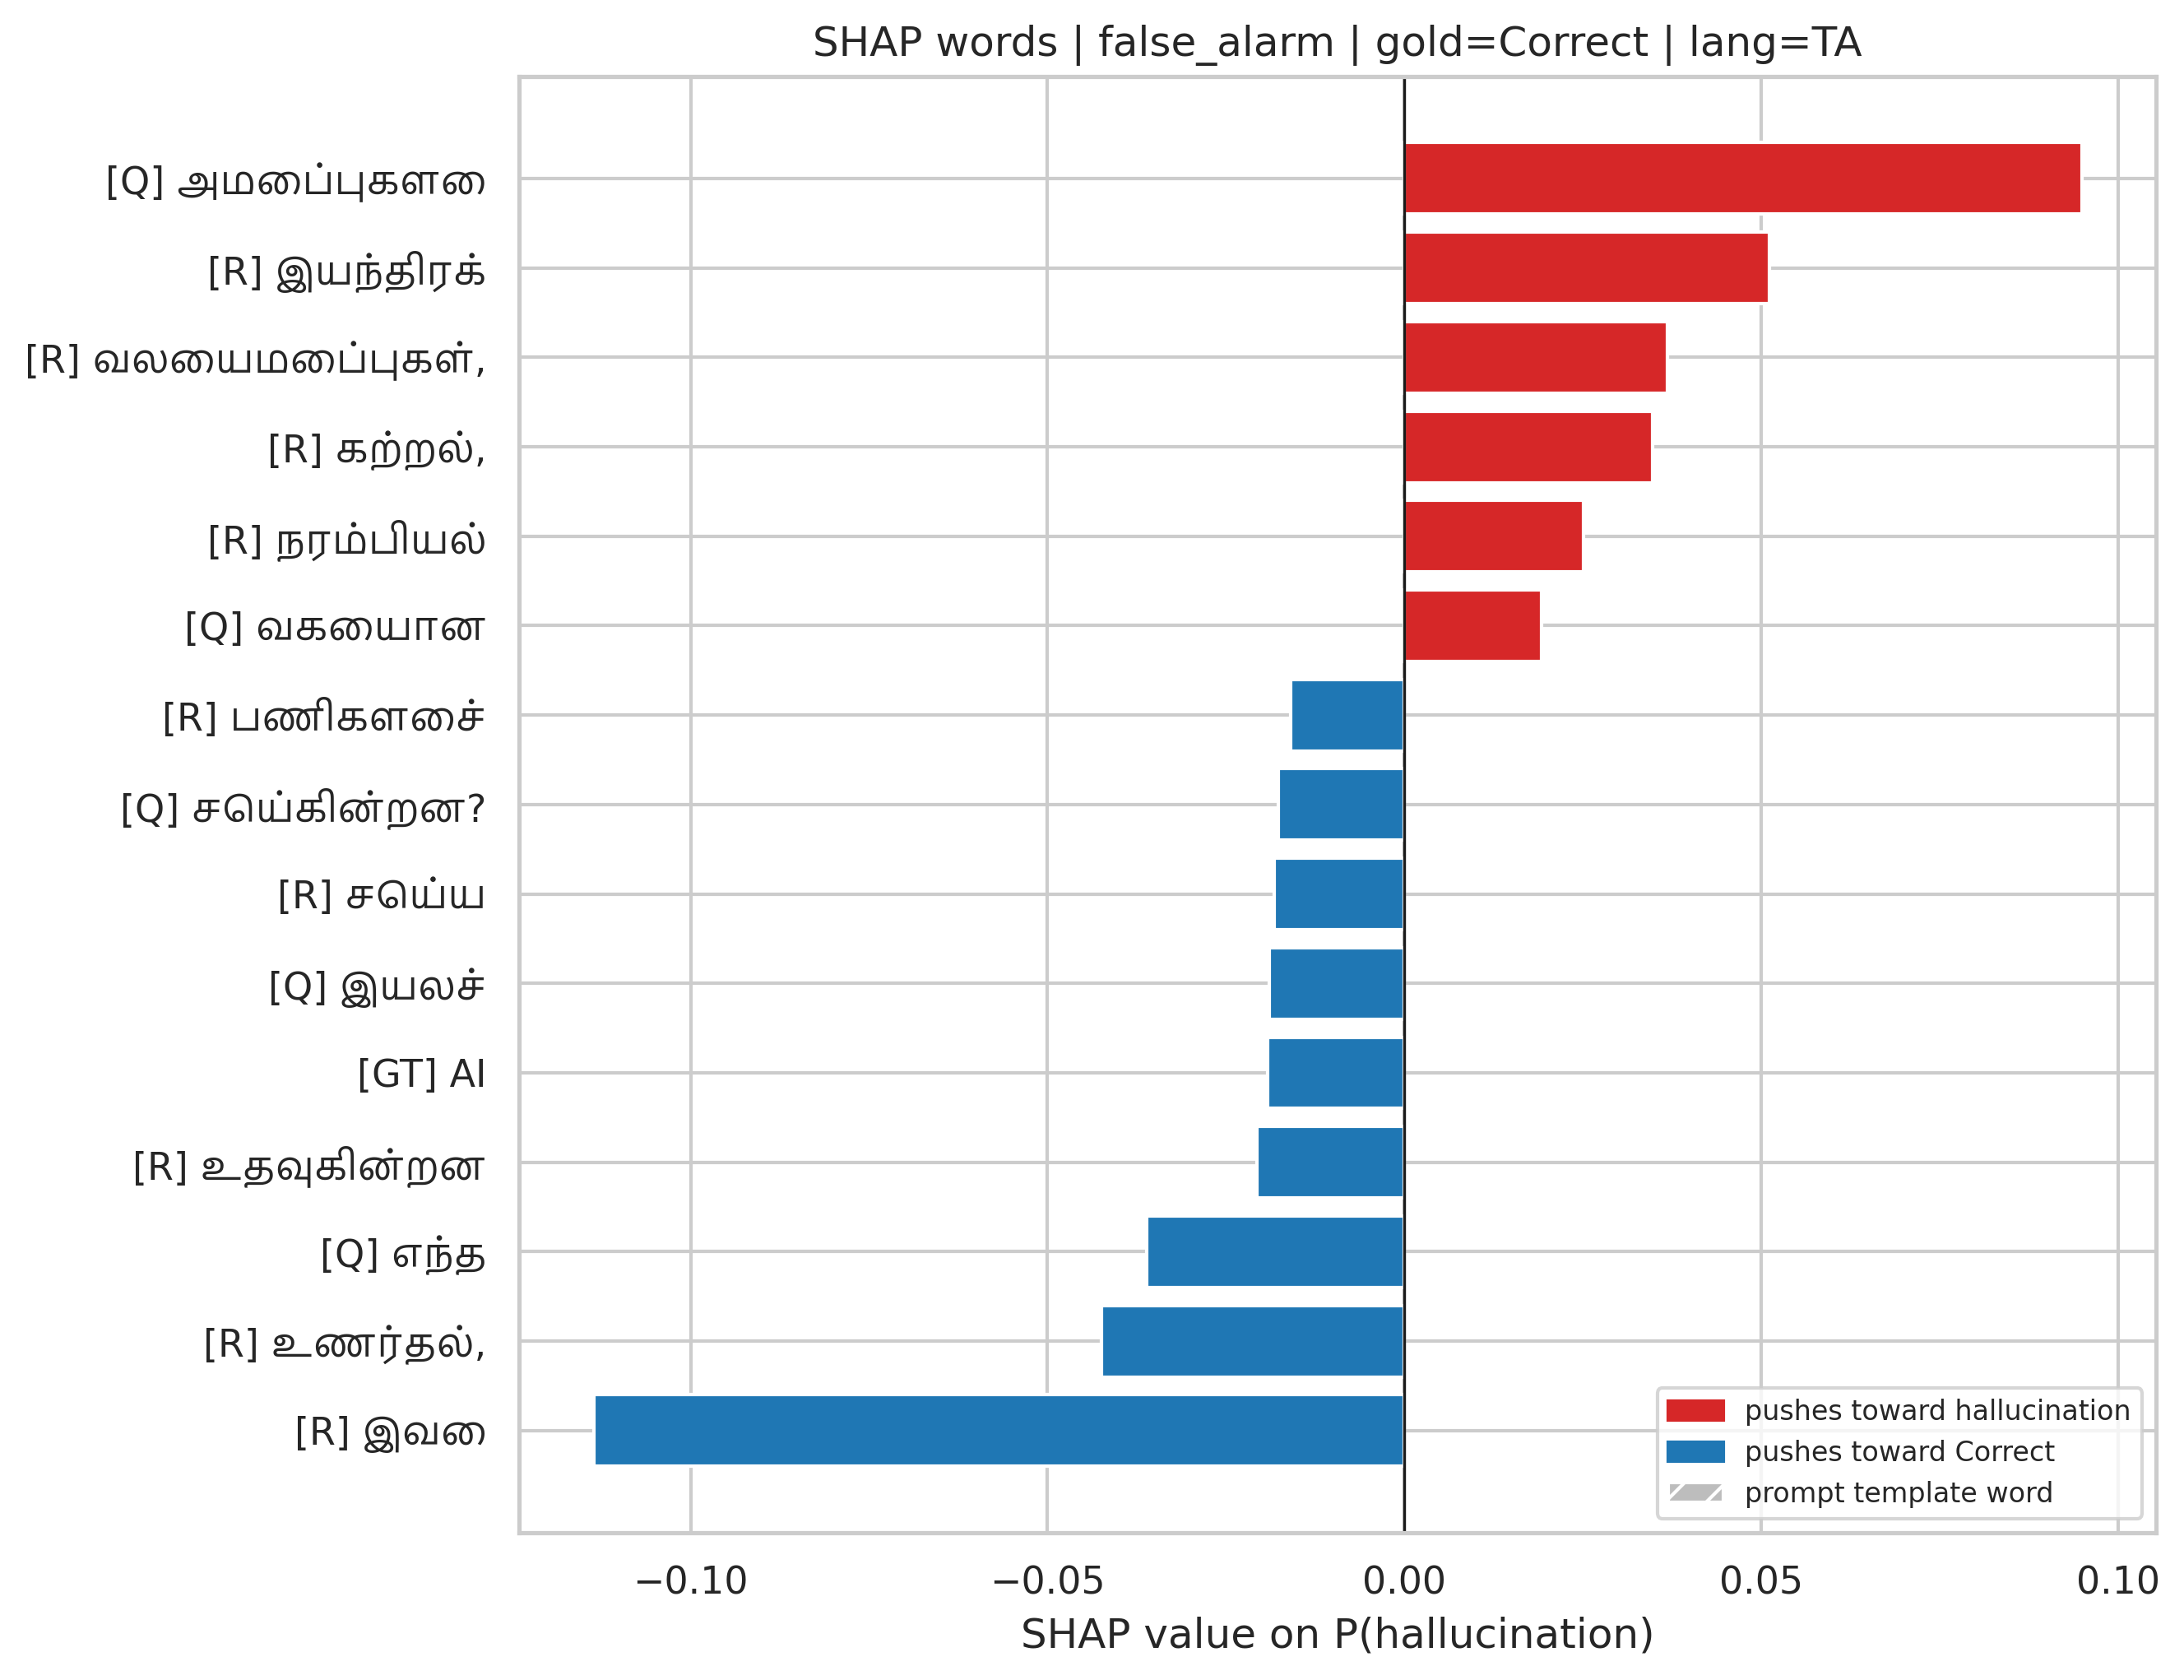 SHAP words | false_alarm | gold=Correct | lang=TA
[Q] அமைப்புகளை
[R] இயந்திரக்
[R] வலையமைப்புகள்,
[R] கற்றல்,
[R] நரம்பியல்
[Q] வகையான
[R] பணிகளைச்
[Q] செய்கின்றன?
[R] செய்ய
[Q] இயலச்
[GT] AI
[R] உதவுகின்றன
[Q] எந்த
[R] உணர்தல்,
[R] இவை
pushes toward hallucination
pushes toward Correct
prompt template word
−0.10 −0.05 0.00 0.05 0.10
SHAP value on P(hallucination)